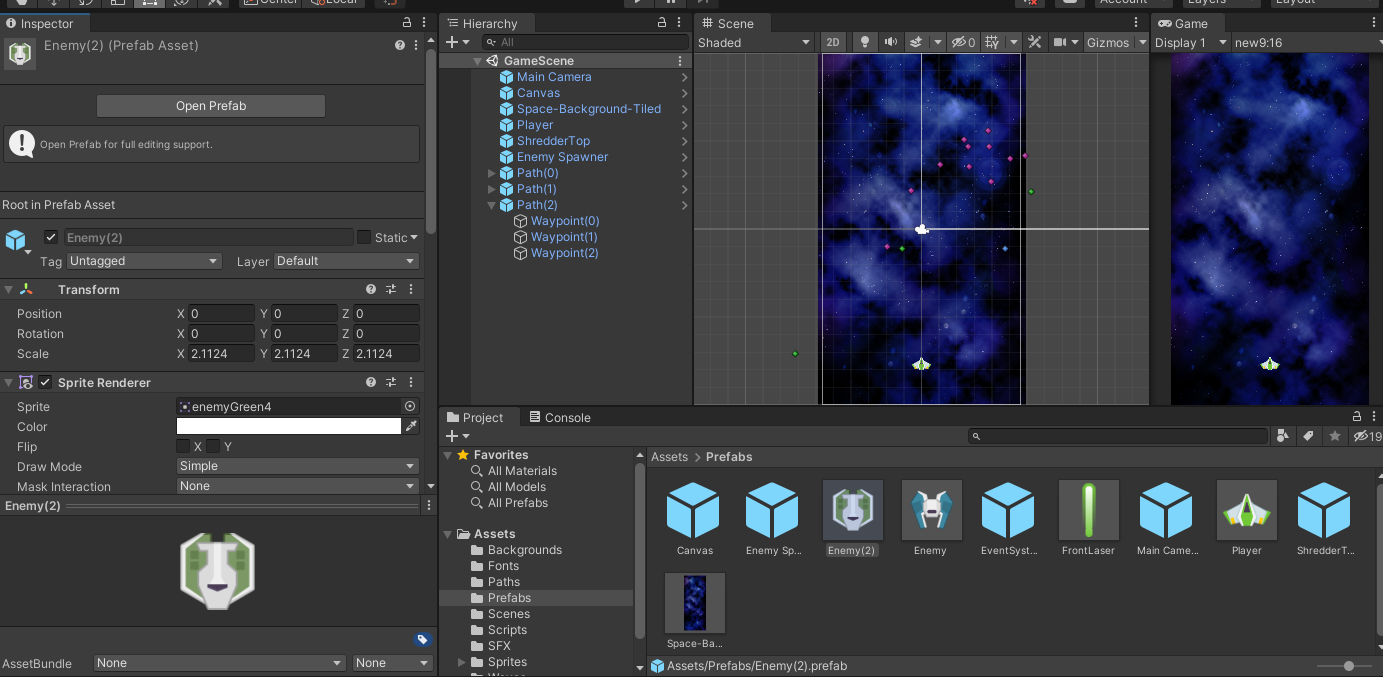 Center
Local
Account
Layers
Layout
Inspector
Enemy(2) (Prefab Asset)
Open Prefab
Open Prefab for full editing support.
Root in Prefab Asset
Enemy(2)
Static
Tag Untagged Layer Default
Transform
Position X 0 Y 0 Z 0
Rotation X 0 Y 0 Z 0
Scale X 2.1124 Y 2.1124 Z 2.1124
Sprite Renderer
Sprite enemyGreen4
Color
Flip X Y
Draw Mode Simple
Mask Interaction None
Enemy(2)
AssetBundle None None
Hierarchy
All
GameScene
Main Camera
Canvas
Space-Background-Tiled
Player
ShredderTop
Enemy Spawner
Path(0)
Path(1)
Path(2)
Waypoint(0)
Waypoint(1)
Waypoint(2)
Scene
Shaded 2D 0 Gizmos
Game
Display 1 new9:16
Project Console
19
Favorites
All Materials
All Models
All Prefabs
Assets
Backgrounds
Fonts
Paths
Prefabs
Scenes
Scripts
SFX
Sprites
Assets > Prefabs
Canvas Enemy Sp... Enemy(2) Enemy EventSyst... FrontLaser Main Came... Player ShredderT...
Space-Ba...
Assets/Prefabs/Enemy(2).prefab